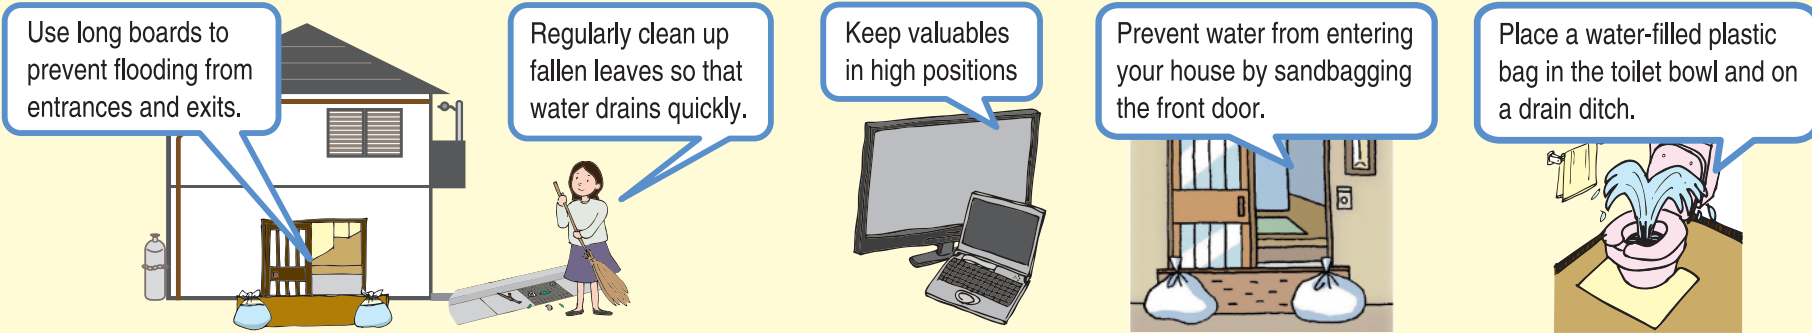 Use long boards to
prevent flooding from
entrances and exits.
Regularly clean up
fallen leaves so that
water drains quickly.
Keep valuables
in high positions
Prevent water from entering
your house by sandbagging
the front door.
Place a water-filled plastic
bag in the toilet bowl and on
a drain ditch.